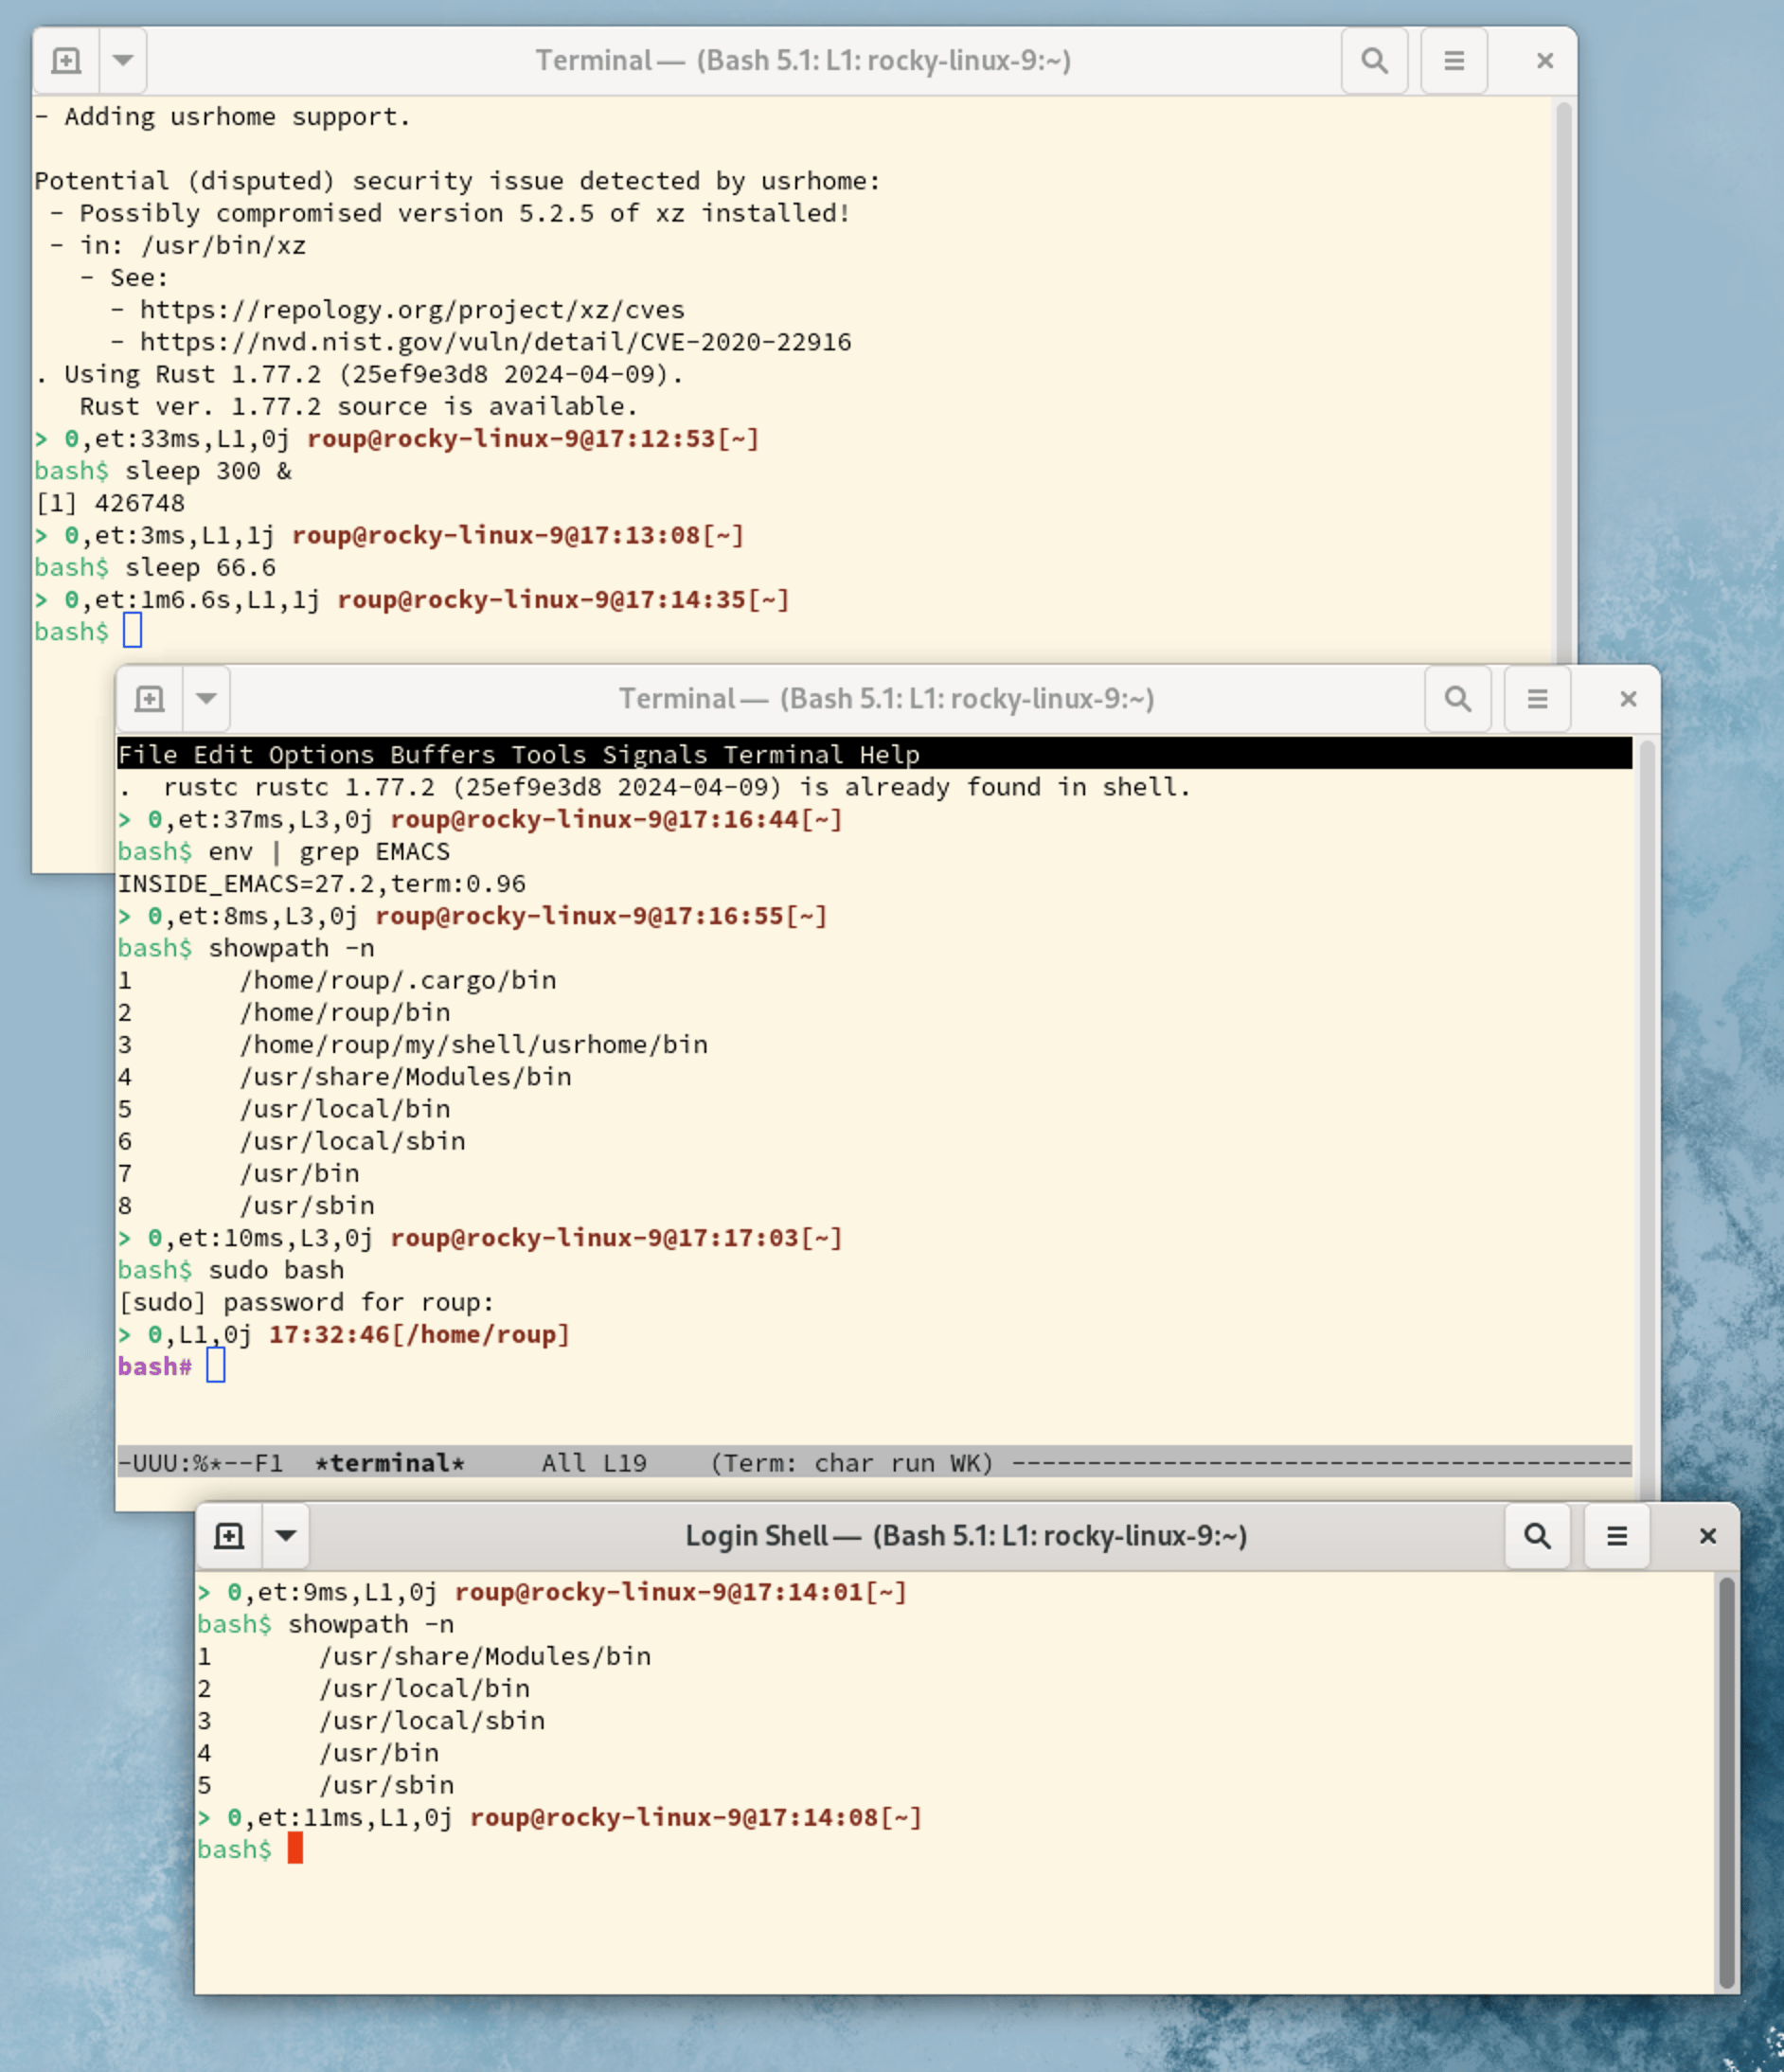 Terminal — (Bash 5.1: L1: rocky-linux-9:~)
- Adding usrhome support.
Potential (disputed) security issue detected by usrhome:
 - Possibly compromised version 5.2.5 of xz installed!
 - in: /usr/bin/xz
   - See:
     - https://repology.org/project/xz/cves
     - https://nvd.nist.gov/vuln/detail/CVE-2020-22916
. Using Rust 1.77.2 (25ef9e3d8 2024-04-09).
   Rust ver. 1.77.2 source is available.
> 0,et:33ms,L1,0j roup@rocky-linux-9@17:12:53[~]
bash$ sleep 300 &
[1] 426748
> 0,et:3ms,L1,1j roup@rocky-linux-9@17:13:08[~]
bash$ sleep 66.6
> 0,et:1m6.6s,L1,1j roup@rocky-linux-9@17:14:35[~]
bash$
Terminal — (Bash 5.1: L1: rocky-linux-9:~)
File Edit Options Buffers Tools Signals Terminal Help
.  rustc rustc 1.77.2 (25ef9e3d8 2024-04-09) is already found in shell.
> 0,et:37ms,L3,0j roup@rocky-linux-9@17:16:44[~]
bash$ env | grep EMACS
INSIDE_EMACS=27.2,term:0.96
> 0,et:8ms,L3,0j roup@rocky-linux-9@17:16:55[~]
bash$ showpath -n
1       /home/roup/.cargo/bin
2       /home/roup/bin
3       /home/roup/my/shell/usrhome/bin
4       /usr/share/Modules/bin
5       /usr/local/bin
6       /usr/local/sbin
7       /usr/bin
8       /usr/sbin
> 0,et:10ms,L3,0j roup@rocky-linux-9@17:17:03[~]
bash$ sudo bash
[sudo] password for roup:
> 0,L1,0j 17:32:46[/home/roup]
bash#
-UUU:%*--F1  *terminal*     All L19    (Term: char run WK) -----------------------------------------
Login Shell — (Bash 5.1: L1: rocky-linux-9:~)
> 0,et:9ms,L1,0j roup@rocky-linux-9@17:14:01[~]
bash$ showpath -n
1       /usr/share/Modules/bin
2       /usr/local/bin
3       /usr/local/sbin
4       /usr/bin
5       /usr/sbin
> 0,et:11ms,L1,0j roup@rocky-linux-9@17:14:08[~]
bash$